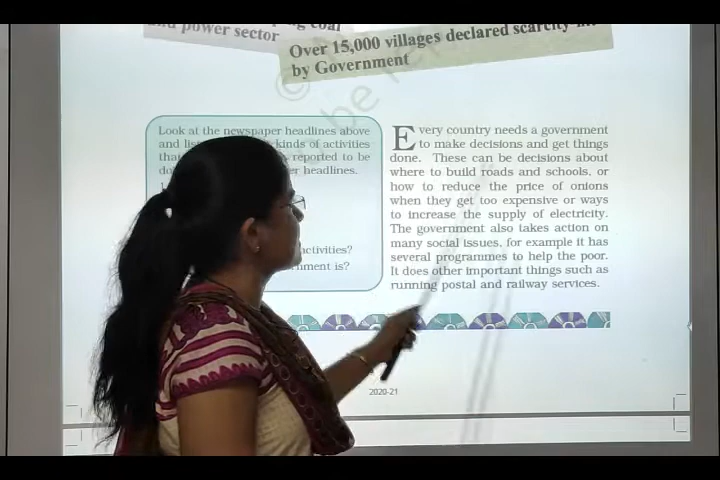 coal
and power sector
Over 15,000 villages declared scarcity
by Government
Look at the newspaper headlines above
and kinds of activities
reported to be
headlines.
activities?
is?
Every country needs a government
to make decisions and get things
done. These can be decisions about
where to build roads and schools, or
how to reduce the price of onions
when they get too expensive or ways
to increase the supply of electricity.
The government also takes action on
many social issues, for example it has
several programmes to help the poor.
It does other important things such as
running postal and railway services.
2020-21